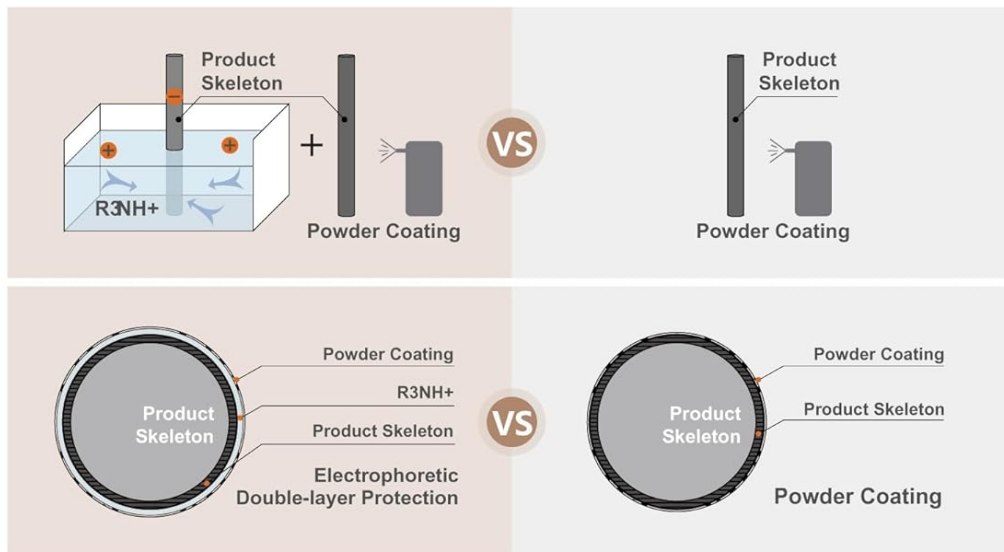 Product
Skeleton
R3NH+
+
Powder Coating
VS
Product
Skeleton
Powder Coating
Product
Skeleton
Powder Coating
R3NH+
Product Skeleton
Electrophoretic
Double-layer Protection
VS
Product
Skeleton
Powder Coating
Product Skeleton
Powder Coating